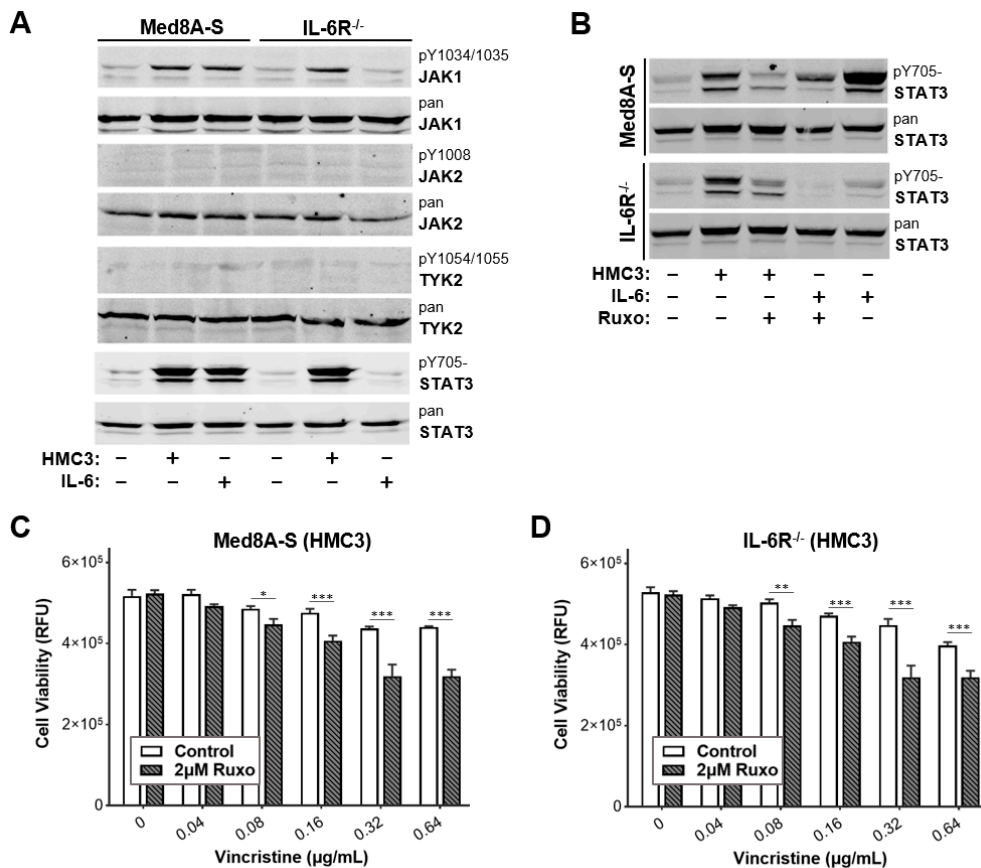 A
Med8A-S IL-6R-/-
pY1034/1035
JAK1
pan
JAK1
pY1008
JAK2
pan
JAK2
pY1054/1055
TYK2
pan
TYK2
pY705-
STAT3
pan
STAT3
HMC3: – + – – + –
IL-6: – – + – – +
B
Med8A-S
pY705-
STAT3
pan
STAT3
IL-6R-/-
pY705-
STAT3
pan
STAT3
HMC3: – + + – –
IL-6: – – – + +
Ruxo: – – + + –
C
Med8A-S (HMC3)
Cell Viability (RFU)
6×10⁵
4×10⁵
2×10⁵
0
* *** *** ***
Control
2µM Ruxo
0 0.04 0.08 0.16 0.32 0.64
Vincristine (µg/mL)
D
IL-6R-/- (HMC3)
Cell Viability (RFU)
6×10⁵
4×10⁵
2×10⁵
0
** *** *** ***
Control
2µM Ruxo
0 0.04 0.08 0.16 0.32 0.64
Vincristine (µg/mL)